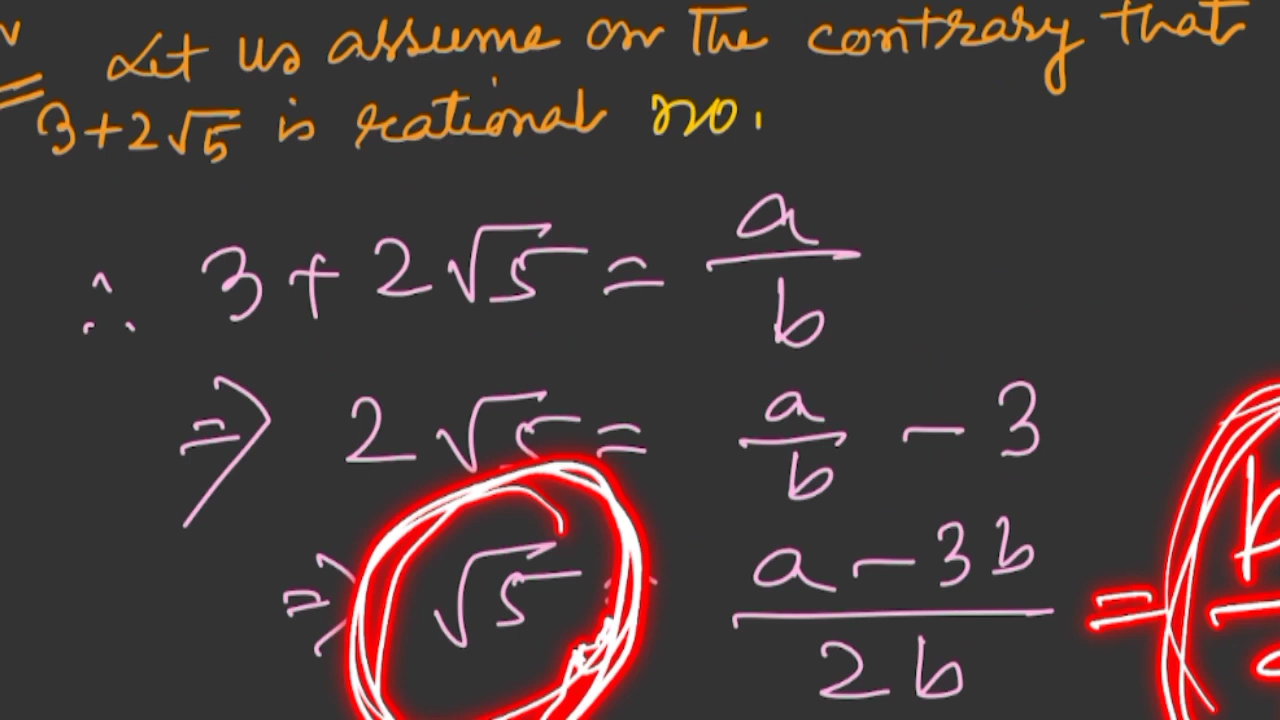 Let us assume on the contrary that
3+2√5 is rational no.
∴ 3 + 2√5 = a/b
⇒ 2√5 = a/b - 3
⇒ √5 = (a - 3b)/(2b) =